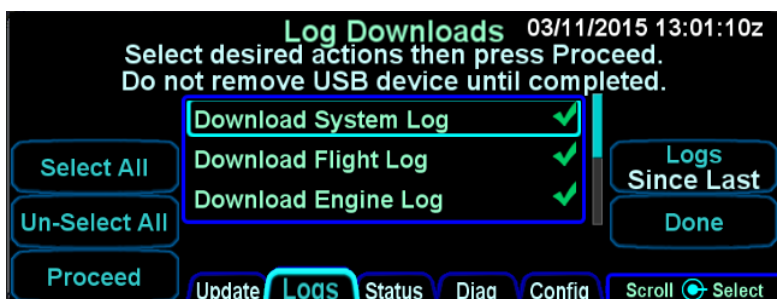 Log Downloads 03/11/2015 13:01:10z
Select desired actions then press Proceed.
Do not remove USB device until completed.
Download System Log
Download Flight Log
Download Engine Log
Select All
Un-Select All
Proceed
Logs
Since Last
Done
Update Logs Status Diag Config Scroll Select